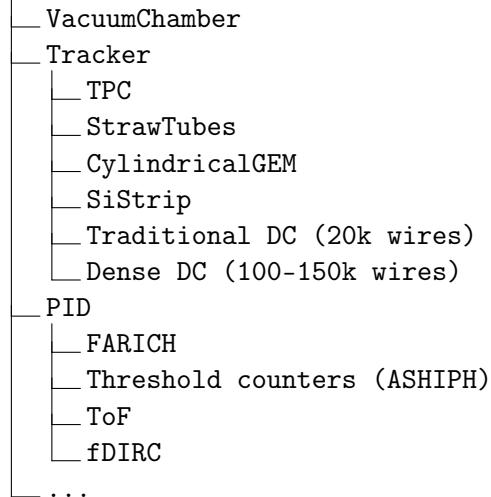 VacuumChamber
Tracker
TPC
StrawTubes
CylindricalGEM
SiStrip
Traditional DC (20k wires)
Dense DC (100-150k wires)
PID
FARICH
Threshold counters (ASHIPH)
ToF
fDIRC
...